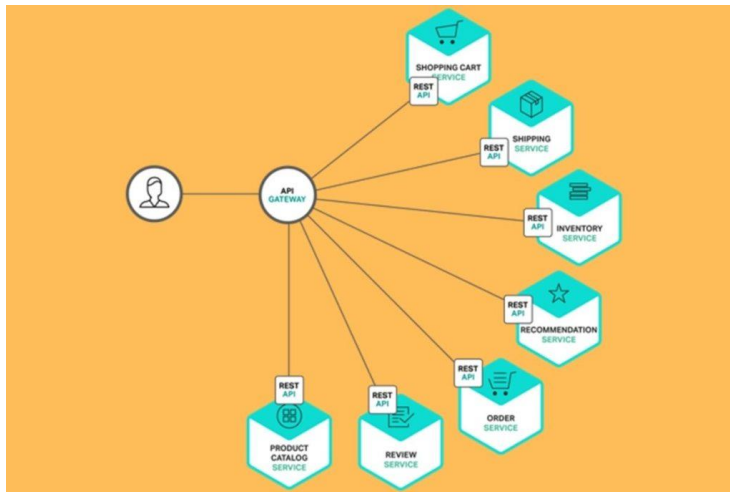 SHOPPING CART
SERVICE
REST
API
SHIPPING
SERVICE
REST
API
API
GATEWAY
REST
API
INVENTORY
SERVICE
REST
API
RECOMMENDATION
SERVICE
REST
API
ORDER
SERVICE
REST
API
REVIEW
SERVICE
REST
API
PRODUCT
CATALOG
SERVICE